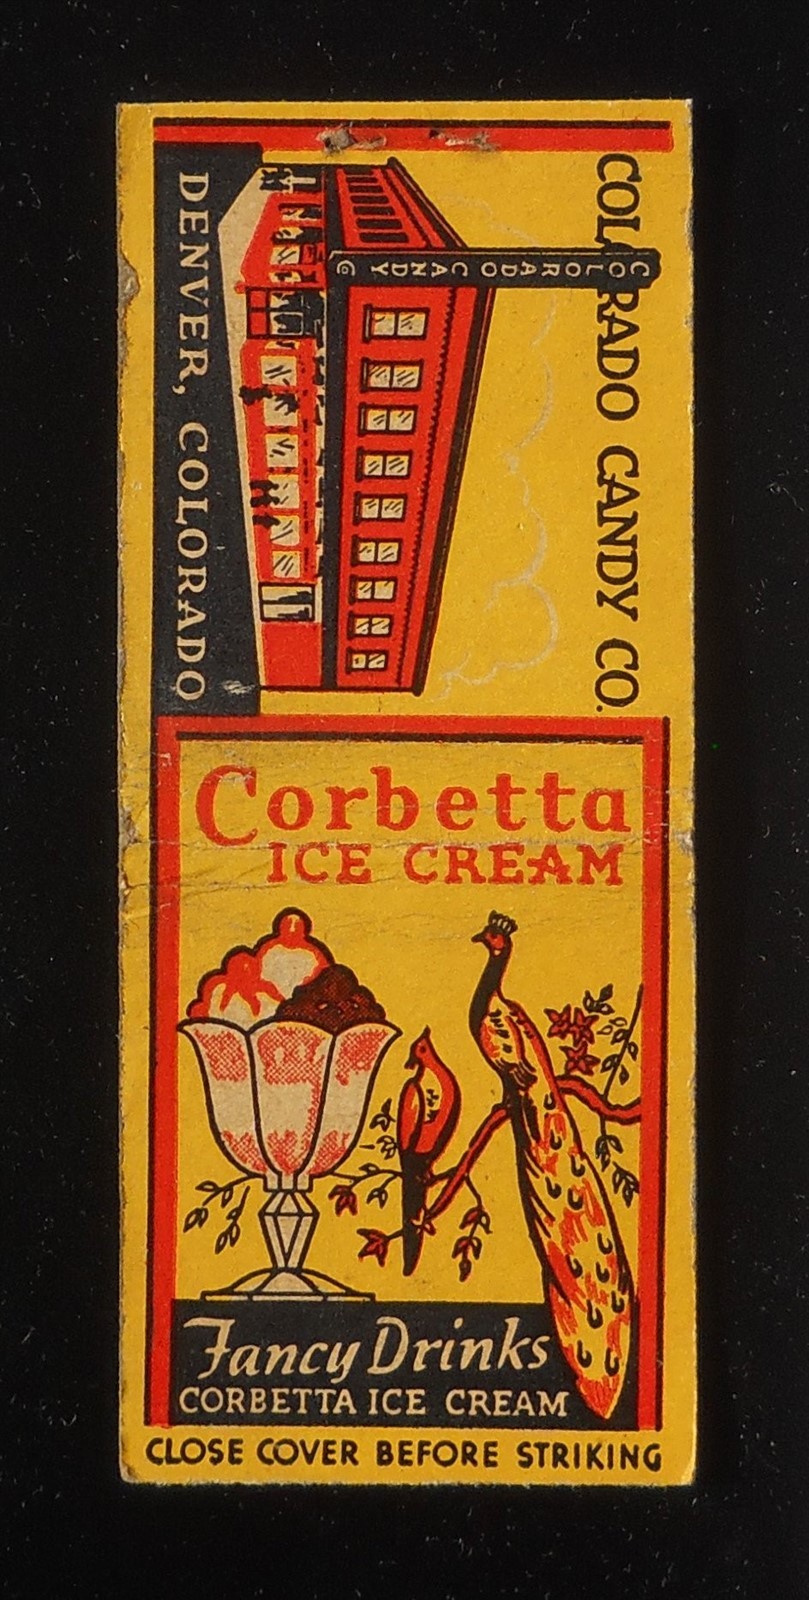 COLORADO CANDY CO.
COLORADO CANDY Co
DENVER, COLORADO
Corbetta
ICE CREAM
Fancy Drinks
CORBETTA ICE CREAM
CLOSE COVER BEFORE STRIKING